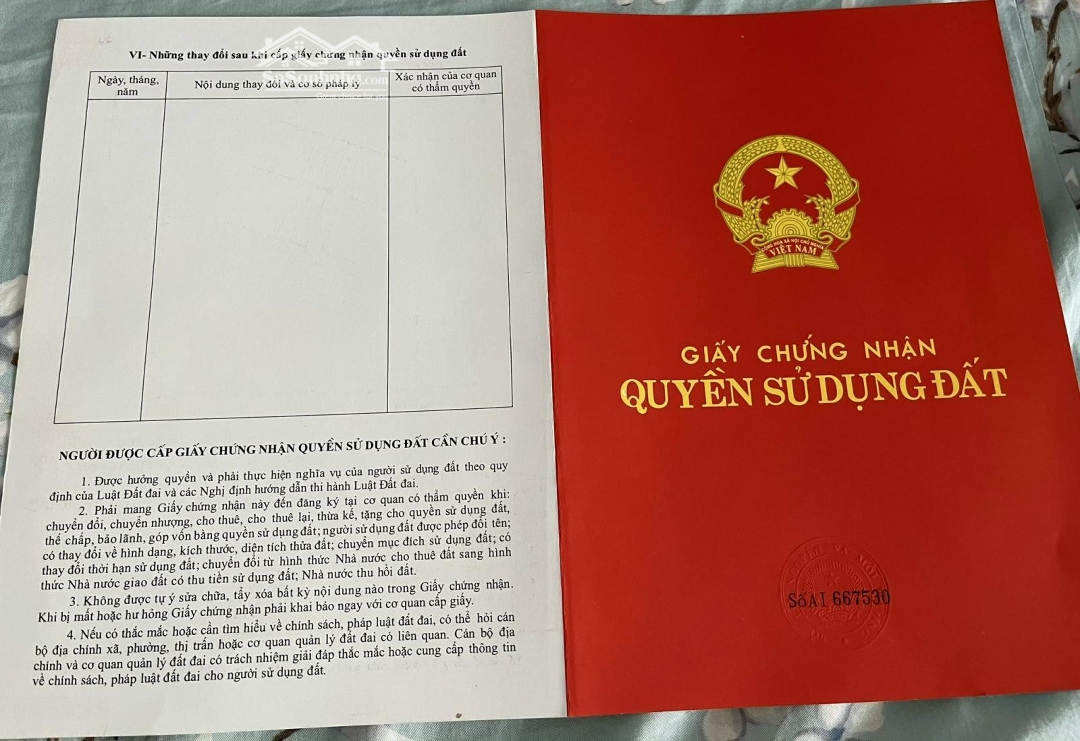 VI- Những thay đổi sau khi cấp giấy chứng nhận quyền sử dụng đất
Ngày, tháng, năm
Nội dung thay đổi và cơ sở pháp lý
Xác nhận của cơ quan có thẩm quyền
SoSanhnha.com
NGƯỜI ĐƯỢC CẤP GIẤY CHỨNG NHẬN QUYỀN SỬ DỤNG ĐẤT CẦN CHÚ Ý :
1. Được hưởng quyền và phải thực hiện nghĩa vụ của người sử dụng đất theo quy
định của Luật Đất đai và các Nghị định hướng dẫn thi hành Luật Đất đai.
2. Phải mang Giấy chứng nhận này đến đăng ký tại cơ quan có thẩm quyền khi:
chuyển đổi, chuyển nhượng, cho thuê, cho thuê lại, thừa kế, tặng cho quyền sử dụng đất,
thế chấp, bảo lãnh, góp vốn bằng quyền sử dụng đất; người sử dụng đất được phép đổi tên;
có thay đổi về hình dạng, kích thước, diện tích thửa đất; chuyển mục đích sử dụng đất; có
thay đổi thời hạn sử dụng đất; chuyển đổi từ hình thức Nhà nước cho thuê đất sang hình
thức Nhà nước giao đất có thu tiền sử dụng đất; Nhà nước thu hồi đất.
3. Không được tự ý sửa chữa, tẩy xóa bất kỳ nội dung nào trong Giấy chứng nhận.
Khi bị mất hoặc hư hỏng Giấy chứng nhận phải khai báo ngay với cơ quan cấp giấy.
4. Nếu có thắc mắc hoặc cần tìm hiểu về chính sách, pháp luật đất đai, có thể hỏi cán
bộ địa chính xã, phường, thị trấn hoặc cơ quan quản lý đất đai có liên quan. Cán bộ địa
chính và cơ quan quản lý đất đai có trách nhiệm giải đáp thắc mắc hoặc cung cấp thông tin
về chính sách, pháp luật đất đai cho người sử dụng đất.
CỘNG HÒA XÃ HỘI CHỦ NGHĨA
VIỆT NAM
GIẤY CHỨNG NHẬN
QUYỀN SỬ DỤNG ĐẤT
Số AI 667530